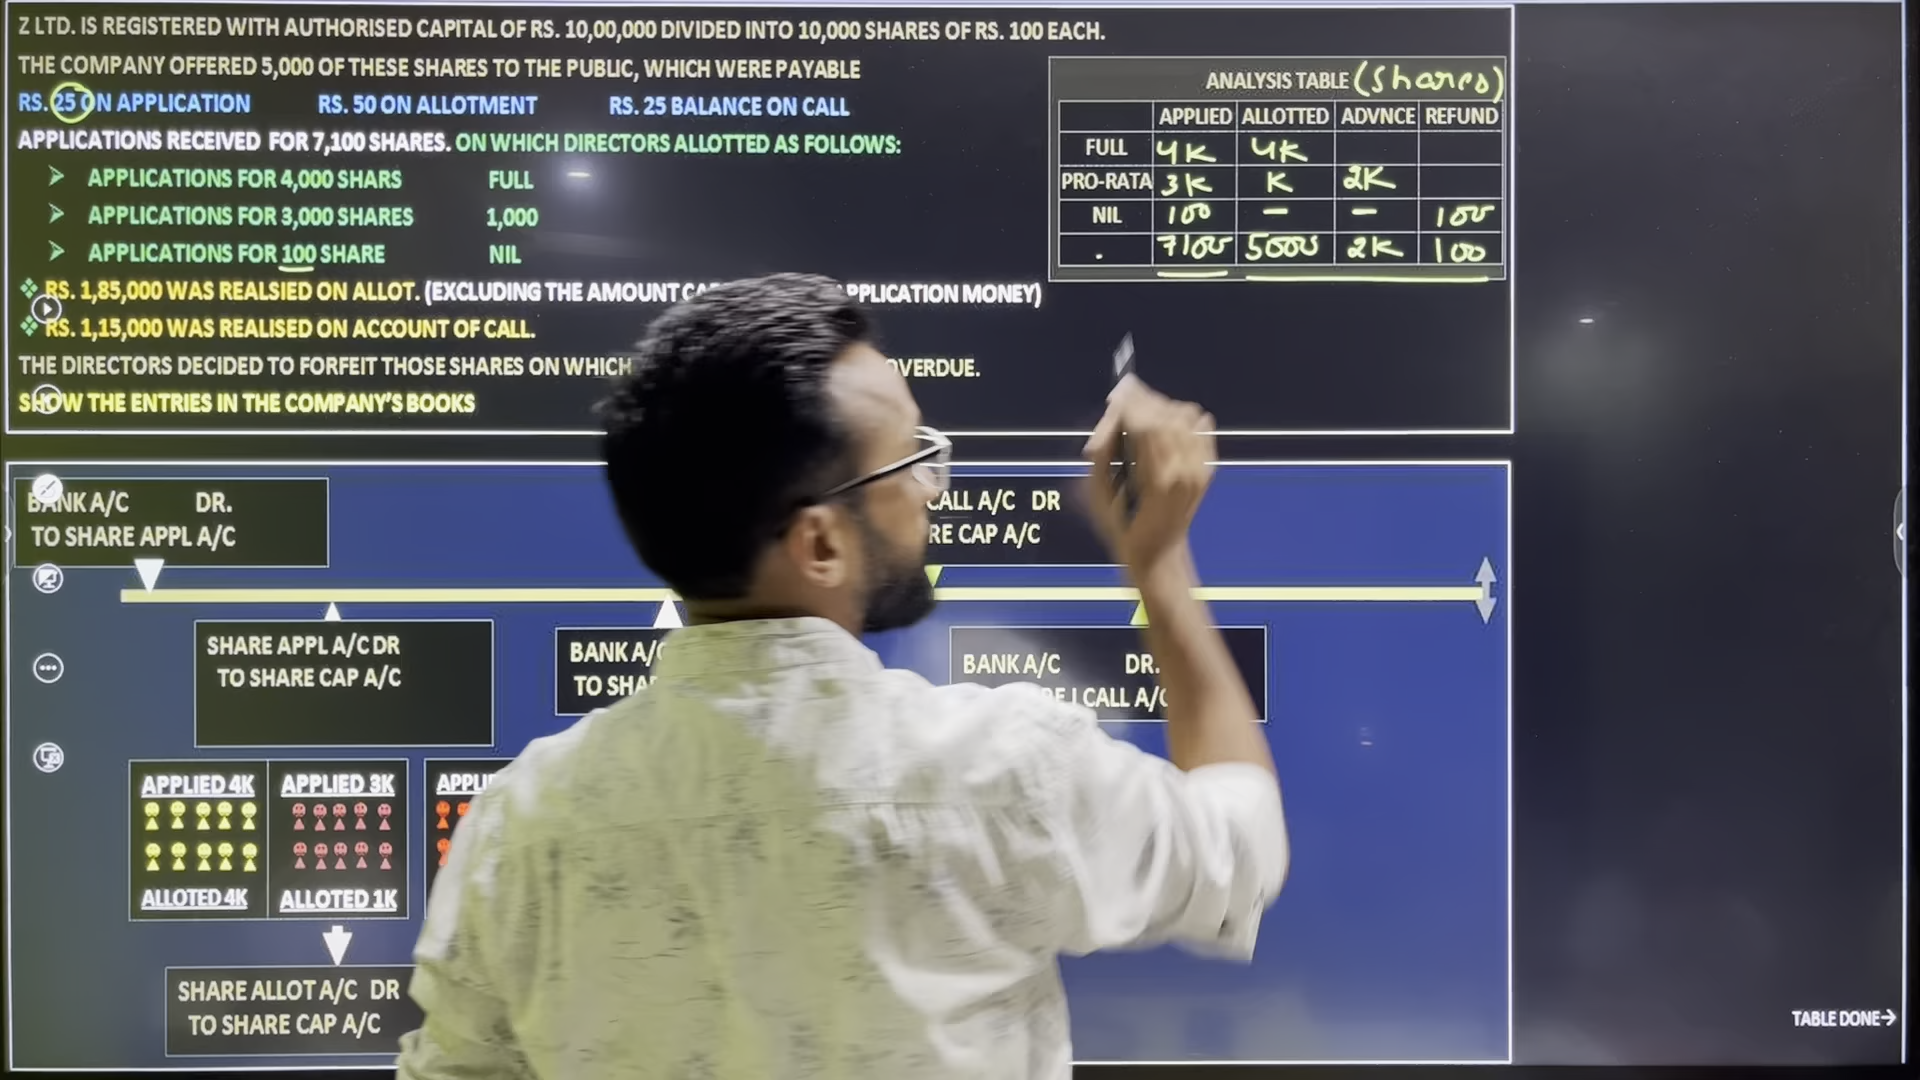 Z LTD. IS REGISTERED WITH AUTHORISED CAPITAL OF RS. 10,00,000 DIVIDED INTO 10,000 SHARES OF RS. 100 EACH.
THE COMPANY OFFERED 5,000 OF THESE SHARES TO THE PUBLIC, WHICH WERE PAYABLE
RS. 25 ON APPLICATION RS. 50 ON ALLOTMENT RS. 25 BALANCE ON CALL
APPLICATIONS RECEIVED FOR 7,100 SHARES. ON WHICH DIRECTORS ALLOTTED AS FOLLOWS:
➢ APPLICATIONS FOR 4,000 SHARS FULL
➢ APPLICATIONS FOR 3,000 SHARES 1,000
➢ APPLICATIONS FOR 100 SHARE NIL
❖ RS. 1,85,000 WAS REALSIED ON ALLOT. (EXCLUDING THE AMOUNT APPLICATION MONEY)
❖ RS. 1,15,000 WAS REALISED ON ACCOUNT OF CALL.
THE DIRECTORS DECIDED TO FORFEIT THOSE SHARES ON WHICH OVERDUE.
SHOW THE ENTRIES IN THE COMPANY'S BOOKS
ANALYSIS TABLE (Shares)
APPLIED ALLOTTED ADVNCE REFUND
FULL 4K 4K
PRO-RATA 3K K 2K
NIL 100 — — 100
. 7100 5000 2K 100
BANK A/C DR.
TO SHARE APPL A/C
CALL A/C DR
RE CAP A/C
SHARE APPL A/C DR
TO SHARE CAP A/C
BANK A/C
TO SHA
BANK A/C DR.
RE I CALL A/C
APPLIED 4K APPLIED 3K APPLIE
ALLOTED 4K ALLOTED 1K
SHARE ALLOT A/C DR
TO SHARE CAP A/C
TABLE DONE→